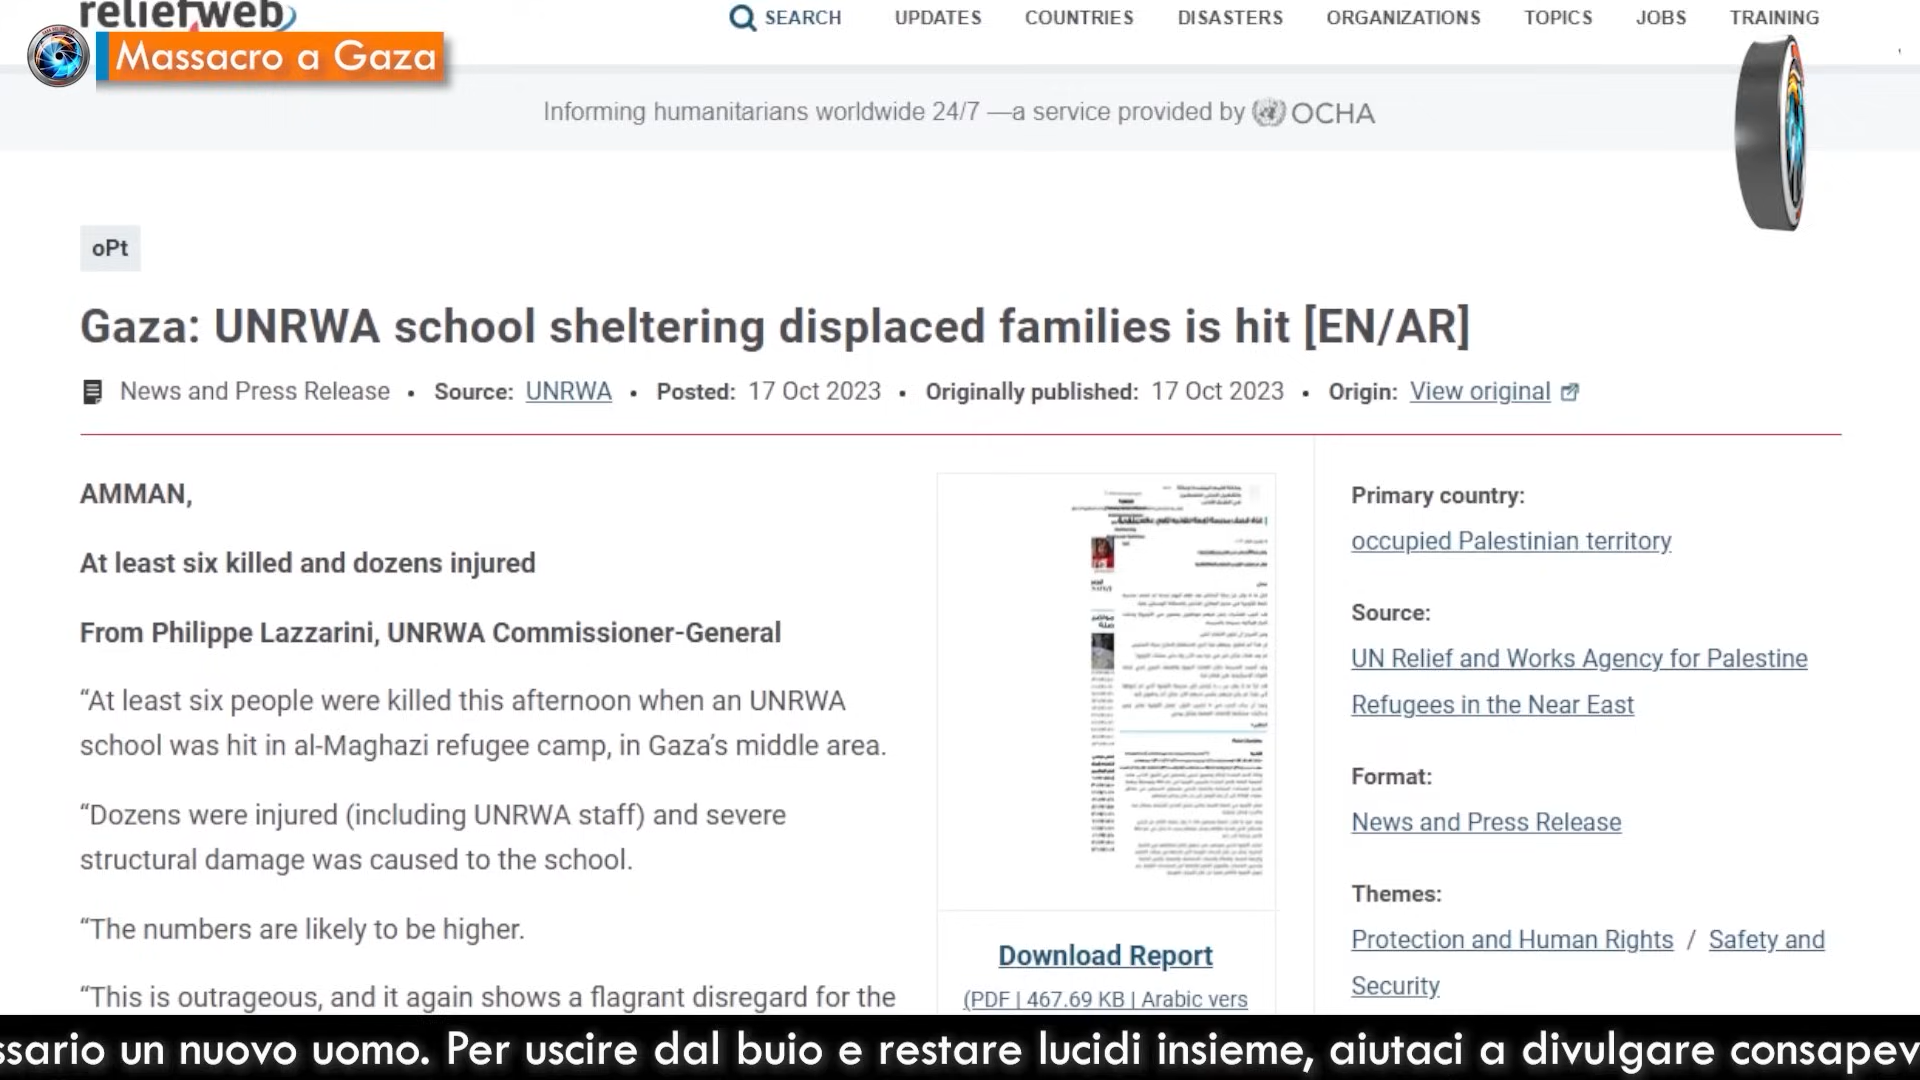 reliefweb
SEARCH UPDATES COUNTRIES DISASTERS ORGANIZATIONS TOPICS JOBS TRAINING
Massacro a Gaza
Informing humanitarians worldwide 24/7 —a service provided by OCHA
oPt
Gaza: UNRWA school sheltering displaced families is hit [EN/AR]
News and Press Release • Source: UNRWA • Posted: 17 Oct 2023 • Originally published: 17 Oct 2023 • Origin: View original
AMMAN,
At least six killed and dozens injured
From Philippe Lazzarini, UNRWA Commissioner-General
“At least six people were killed this afternoon when an UNRWA
school was hit in al-Maghazi refugee camp, in Gaza’s middle area.
“Dozens were injured (including UNRWA staff) and severe
structural damage was caused to the school.
“The numbers are likely to be higher.
“This is outrageous, and it again shows a flagrant disregard for the
Download Report
(PDF | 467.69 KB | Arabic vers
Primary country:
occupied Palestinian territory
Source:
UN Relief and Works Agency for Palestine
Refugees in the Near East
Format:
News and Press Release
Themes:
Protection and Human Rights / Safety and
Security
ssario un nuovo uomo. Per uscire dal buio e restare lucidi insieme, aiutaci a divulgare consapev